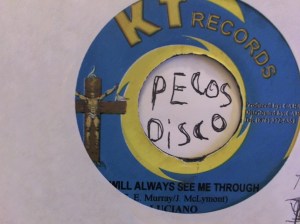 KT RECORDS
PECOS
DISCO
WILL ALWAYS SEE ME THROUGH
E. Murray/J. McLymont)
LUCIANO